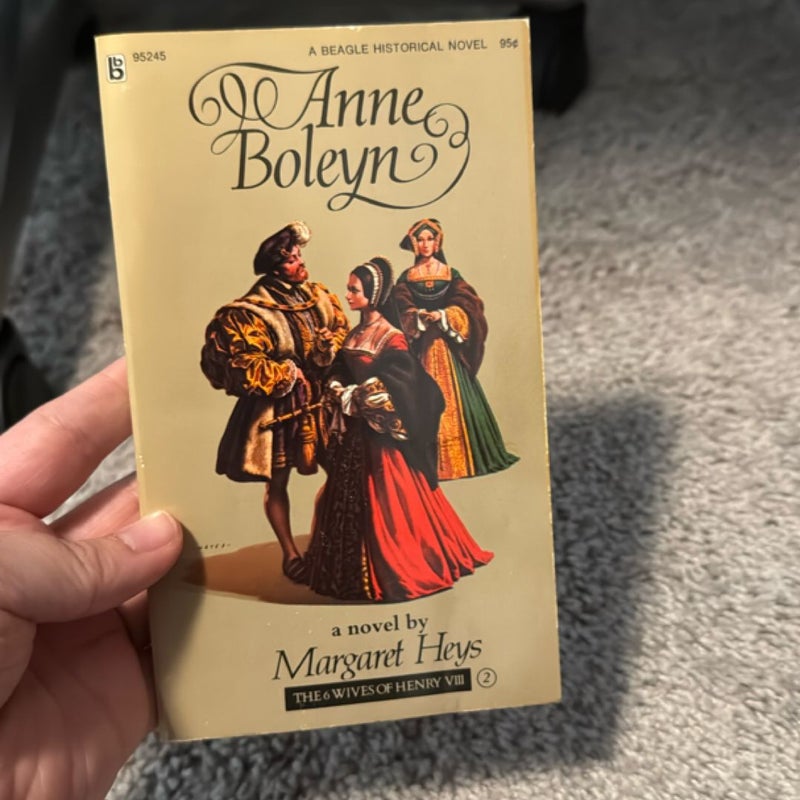 b
b
95245
A BEAGLE HISTORICAL NOVEL 95¢
Anne
Boleyn
a novel by
Margaret Heys
THE 6 WIVES OF HENRY VIII 2